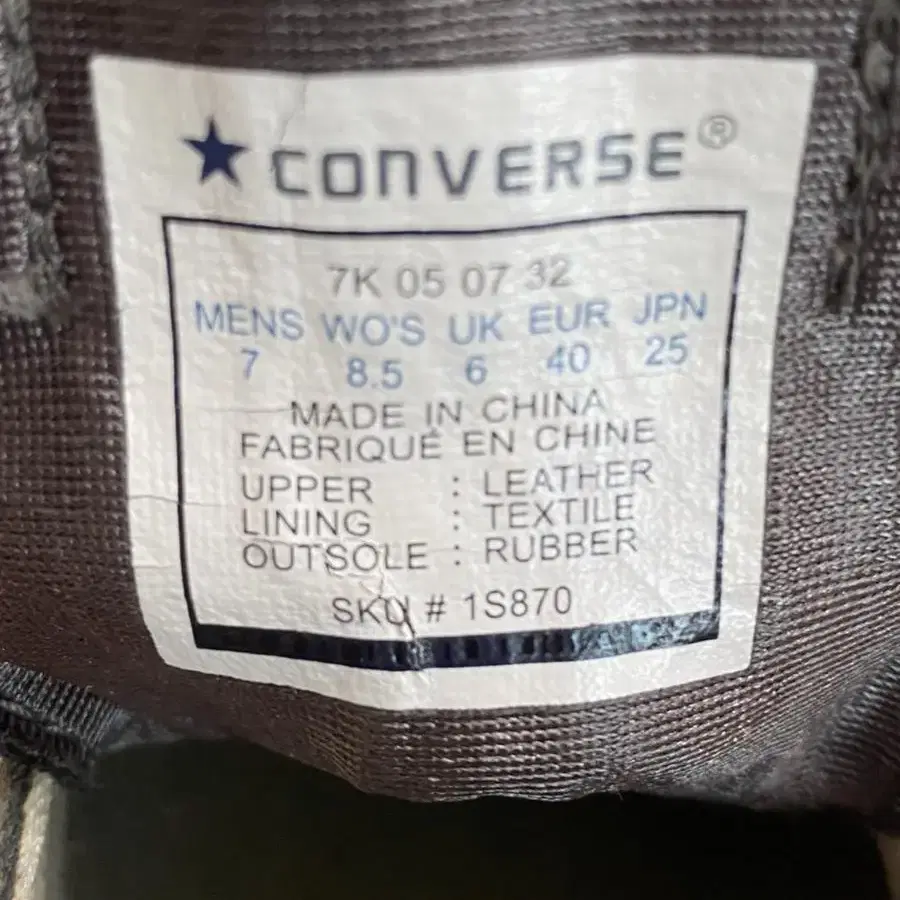 CONVERSE®
7K 05 07 32
MENS WO'S UK EUR JPN
7 8.5 6 40 25
MADE IN CHINA
FABRIQUÉ EN CHINE
UPPER : LEATHER
LINING : TEXTILE
OUTSOLE : RUBBER
SKU # 1S870